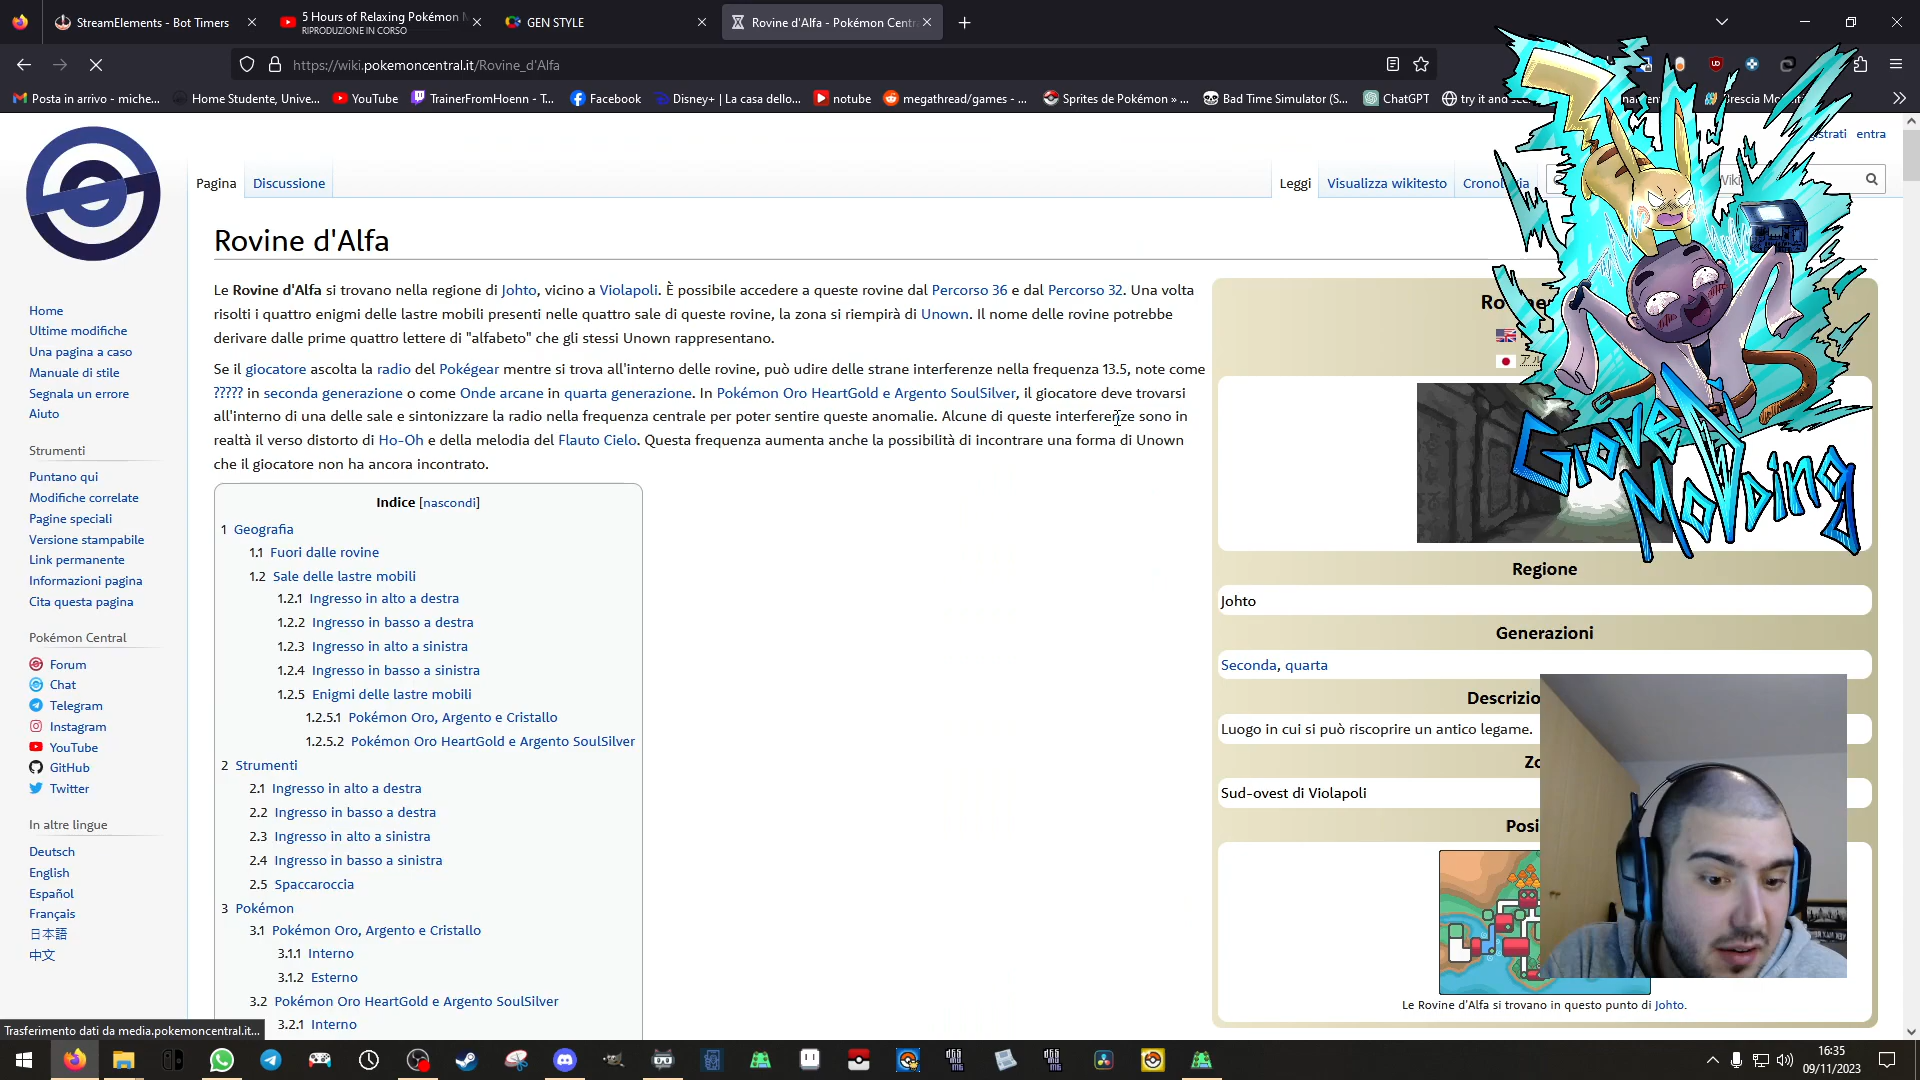 StreamElements - Bot Timers
5 Hours of Relaxing Pokémon M
RIPRODUZIONE IN CORSO
GEN STYLE
Rovine d'Alfa - Pokémon Centr
https://wiki.pokemoncentral.it/Rovine_d'Alfa
Posta in arrivo - miche...
Home Studente, Unive...
YouTube
TrainerFromHoenn - T...
Facebook
Disney+ | La casa dello...
notube
megathread/games - ...
Sprites de Pokémon » ...
Bad Time Simulator (S...
ChatGPT
try it and
entra
Pagina
Discussione
Leggi
Visualizza wikitesto
Rovine d'Alfa
Le Rovine d'Alfa si trovano nella regione di Johto, vicino a Violapoli. È possibile accedere a queste rovine dal Percorso 36 e dal Percorso 32. Una volta
risolti i quattro enigmi delle lastre mobili presenti nelle quattro sale di queste rovine, la zona si riempirà di Unown. Il nome delle rovine potrebbe
derivare dalle prime quattro lettere di "alfabeto" che gli stessi Unown rappresentano.
Se il giocatore ascolta la radio del Pokégear mentre si trova all'interno delle rovine, può udire delle strane interferenze nella frequenza 13.5, note come
????? in seconda generazione o come Onde arcane in quarta generazione. In Pokémon Oro HeartGold e Argento SoulSilver, il giocatore deve trovarsi
all'interno di una delle sale e sintonizzare la radio nella frequenza centrale per poter sentire queste anomalie. Alcune di queste interferenze sono in
realtà il verso distorto di Ho-Oh e della melodia del Flauto Cielo. Questa frequenza aumenta anche la possibilità di incontrare una forma di Unown
che il giocatore non ha ancora incontrato.
Indice [nascondi]
1 Geografia
1.1 Fuori dalle rovine
1.2 Sale delle lastre mobili
1.2.1 Ingresso in alto a destra
1.2.2 Ingresso in basso a destra
1.2.3 Ingresso in alto a sinistra
1.2.4 Ingresso in basso a sinistra
1.2.5 Enigmi delle lastre mobili
1.2.5.1 Pokémon Oro, Argento e Cristallo
1.2.5.2 Pokémon Oro HeartGold e Argento SoulSilver
2 Strumenti
2.1 Ingresso in alto a destra
2.2 Ingresso in basso a destra
2.3 Ingresso in alto a sinistra
2.4 Ingresso in basso a sinistra
2.5 Spaccaroccia
3 Pokémon
3.1 Pokémon Oro, Argento e Cristallo
3.1.1 Interno
3.1.2 Esterno
3.2 Pokémon Oro HeartGold e Argento SoulSilver
3.2.1 Interno
Home
Ultime modifiche
Una pagina a caso
Manuale di stile
Segnala un errore
Aiuto
Strumenti
Puntano qui
Modifiche correlate
Pagine speciali
Versione stampabile
Link permanente
Informazioni pagina
Cita questa pagina
Pokémon Central
Forum
Chat
Telegram
Instagram
YouTube
GitHub
Twitter
In altre lingue
Deutsch
English
Español
Français
日本語
中文
GioveModding
Regione
Johto
Generazioni
Seconda, quarta
Descrizio
Luogo in cui si può riscoprire un antico legame.
Zo
Sud-ovest di Violapoli
Posi
Le Rovine d'Alfa si trovano in questo punto di Johto.
Trasferimento dati da media.pokemoncentral.it...
16:35
09/11/2023